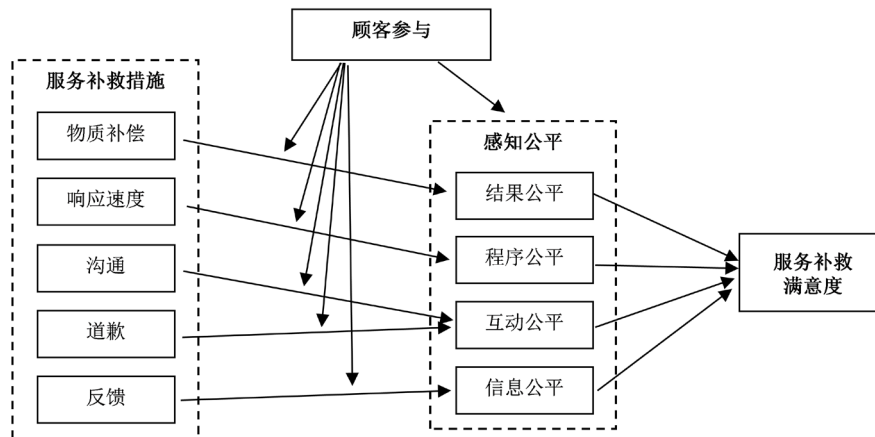 顾客参与
服务补救措施
物质补偿
响应速度
沟通
道歉
反馈
感知公平
结果公平
程序公平
互动公平
信息公平
服务补救
满意度